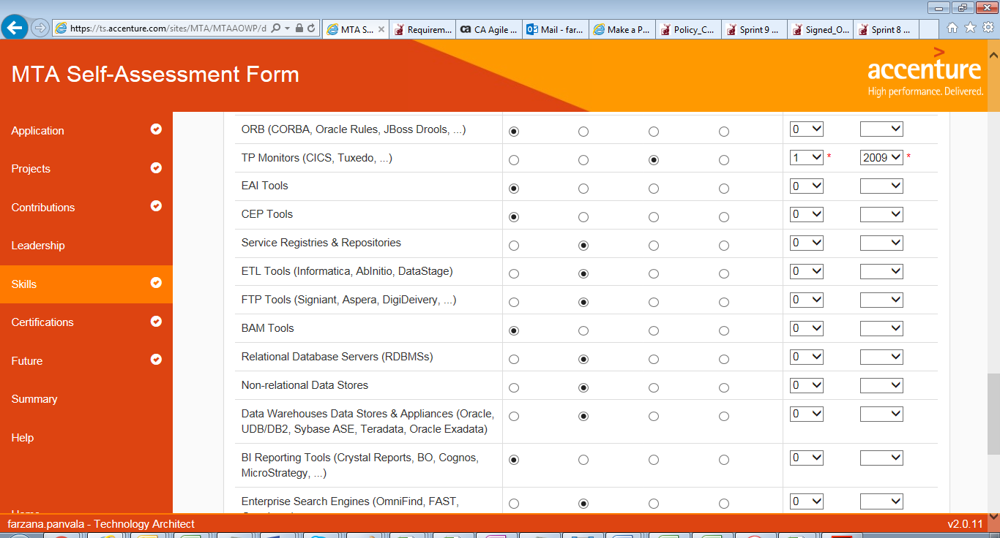 https://ts.accenture.com/sites/MTA/MTAAOWP/d
MTA S...
Requirem...
CA Agile ...
Mail - far...
Make a P...
Policy_C...
Sprint 9 ...
Signed_O...
Sprint 8 ...
MTA Self-Assessment Form
>
accenture
High performance. Delivered.
Application
Projects
Contributions
Leadership
Skills
Certifications
Future
Summary
Help
ORB (CORBA, Oracle Rules, JBoss Drools, ...) 0
TP Monitors (CICS, Tuxedo, ...) 1 * 2009 *
EAI Tools 0
CEP Tools 0
Service Registries & Repositories 0
ETL Tools (Informatica, AbInitio, DataStage) 0
FTP Tools (Signiant, Aspera, DigiDeivery, ...) 0
BAM Tools 0
Relational Database Servers (RDBMSs) 0
Non-relational Data Stores 0
Data Warehouses Data Stores & Appliances (Oracle, 0
UDB/DB2, Sybase ASE, Teradata, Oracle Exadata)
BI Reporting Tools (Crystal Reports, BO, Cognos, 0
MicroStrategy, ...)
Enterprise Search Engines (OmniFind, FAST, 0
farzana.panvala - Technology Architect
v2.0.11